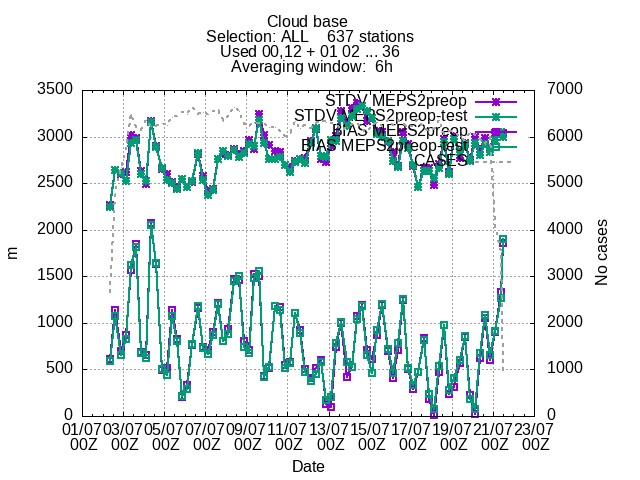 Cloud base
Selection: ALL    637 stations
Used 00,12 + 01 02 ... 36
Averaging window:  6h
3500
3000
2500
2000
1500
1000
500
0
m
7000
6000
5000
4000
3000
2000
1000
0
No cases
STDV MEPS2preop
STDV MEPS2preop-test
BIAS MEPS2preop
BIAS MEPS2preop-test
CASES
01/07 03/07 05/07 07/07 09/07 11/07 13/07 15/07 17/07 19/07 21/07 23/07
00Z 00Z 00Z 00Z 00Z 00Z 00Z 00Z 00Z 00Z 00Z 00Z
Date